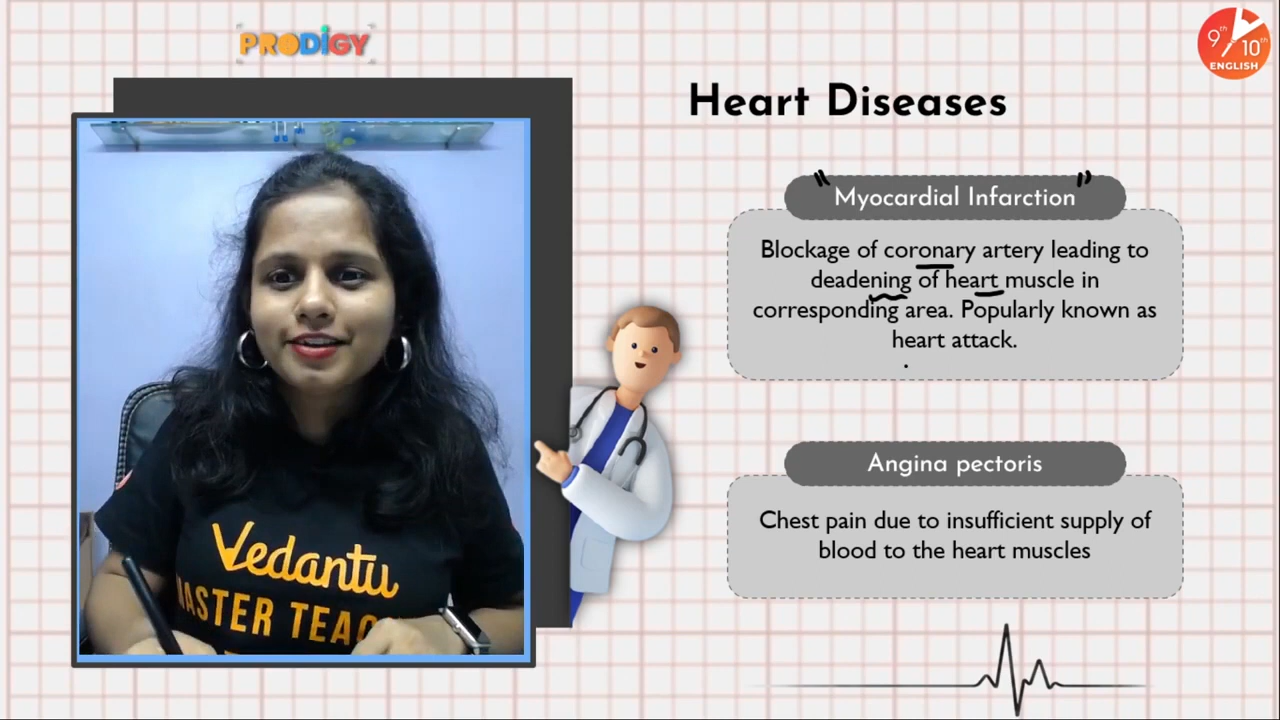 PRODIGY
9th 10th
ENGLISH
Heart Diseases
"Myocardial Infarction"
Blockage of coronary artery leading to
deadening of heart muscle in
corresponding area. Popularly known as
heart attack.
Angina pectoris
Chest pain due to insufficient supply of
blood to the heart muscles
Vedantu
MASTER TEAC